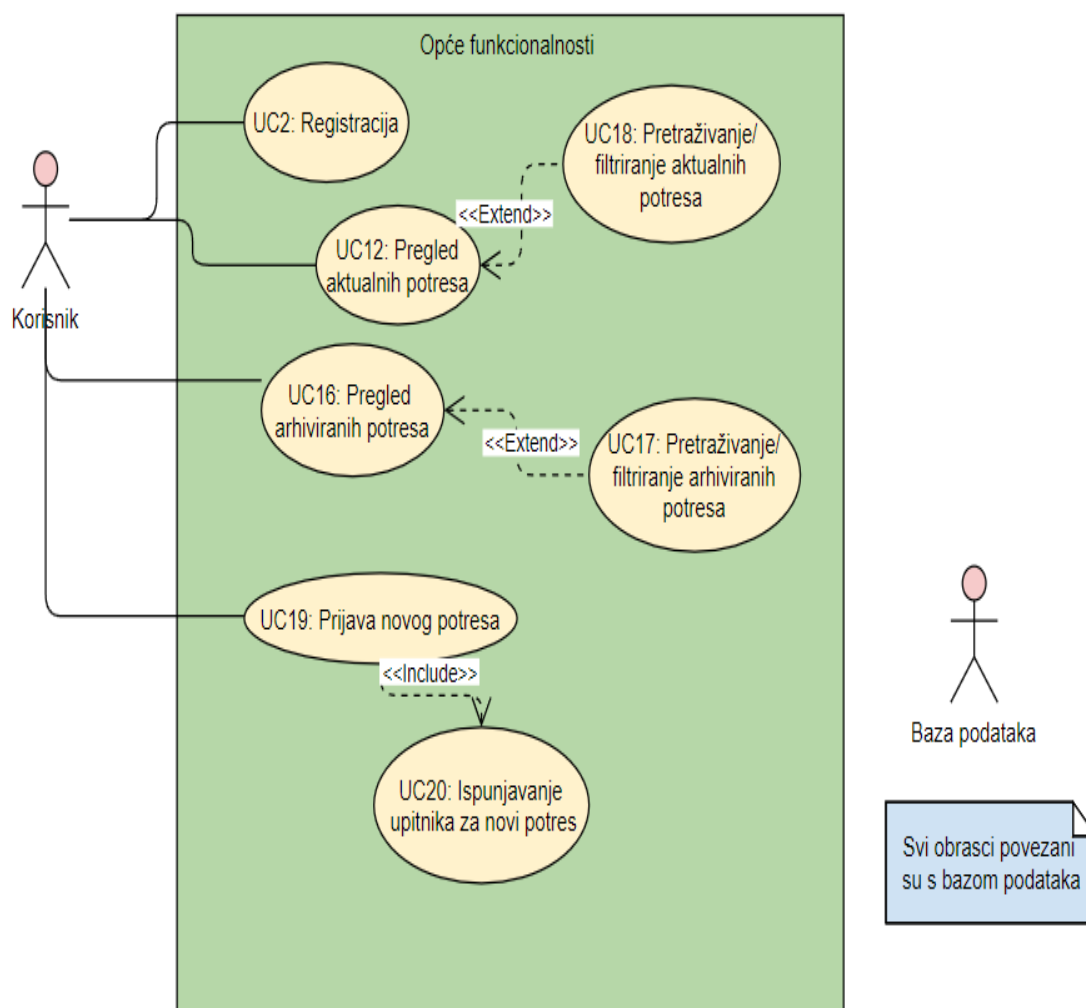 Opće funkcionalnosti
UC2: Registracija
UC18: Pretraživanje/
filtriranje aktualnih
potresa
<<Extend>>
UC12: Pregled
aktualnih potresa
Korisnik
UC16: Pregled
arhiviranih potresa
<<Extend>>
UC17: Pretraživanje/
filtriranje arhiviranih
potresa
UC19: Prijava novog potresa
<<Include>>
UC20: Ispunjavanje
upitnika za novi potres
Baza podataka
Svi obrasci povezani
su s bazom podataka